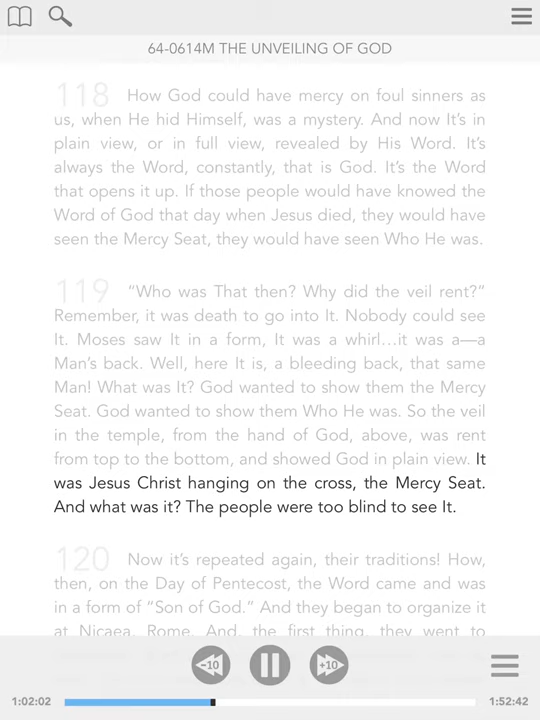 64-0614M THE UNVEILING OF GOD
118 How God could have mercy on foul sinners as
us, when He hid Himself, was a mystery. And now It's in
plain view, or in full view, revealed by His Word. It's
always the Word, constantly, that is God. It's the Word
that opens it up. If those people would have knowed the
Word of God that day when Jesus died, they would have
seen the Mercy Seat, they would have seen Who He was.
119 “Who was That then? Why did the veil rent?”
Remember, it was death to go into It. Nobody could see
It. Moses saw It in a form, It was a whirl…it was a—a
Man's back. Well, here It is, a bleeding back, that same
Man! What was It? God wanted to show them the Mercy
Seat. God wanted to show them Who He was. So the veil
in the temple, from the hand of God, above, was rent
from top to the bottom, and showed God in plain view. It
was Jesus Christ hanging on the cross, the Mercy Seat.
And what was it? The people were too blind to see It.
120 Now it's repeated again, their traditions! How,
then, on the Day of Pentecost, the Word came and was
in a form of “Son of God.” And they began to organize it
at Nicaea, Rome. And, the first thing, they went to
-10
+10
1:02:02
1:52:42